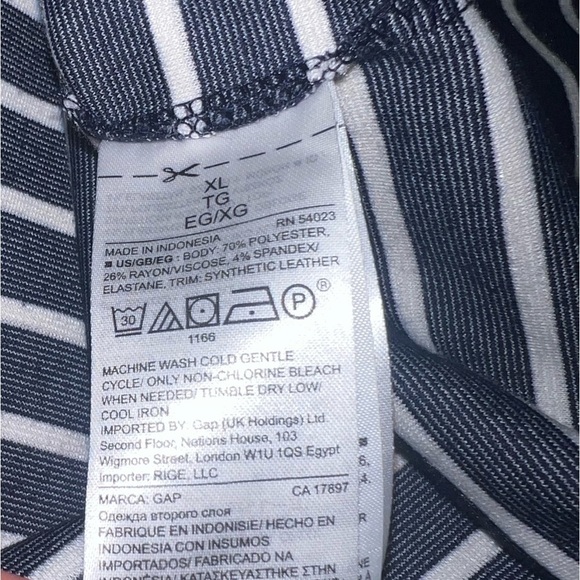 XL
TG
EG/XG
RN 54023
MADE IN INDONESIA
■ US/GB/EG : BODY: 70% POLYESTER,
26% RAYON/VISCOSE, 4% SPANDEX/
ELASTANE, TRIM: SYNTHETIC LEATHER
30 P ®
1166
MACHINE WASH COLD GENTLE
CYCLE/ ONLY NON-CHLORINE BLEACH
WHEN NEEDED/ TUMBLE DRY LOW/
COOL IRON
IMPORTED BY: Gap (UK Holdings) Ltd.
Second Floor, Nations House, 103
Wigmore Street, London W1U 1QS Egypt
Importer: RIGE, LLC
MARCA: GAP CA 17897
Одежда второго слоя
FABRIQUE EN INDONISIE/ HECHO EN
INDONESIA CON INSUMOS
IMPORTADOS/ FABRICADO NA
INDONÉSIA/ ΚΑΤΑΣΚΕΥΑΣΤΗΚΕ ΣΤΗΝ